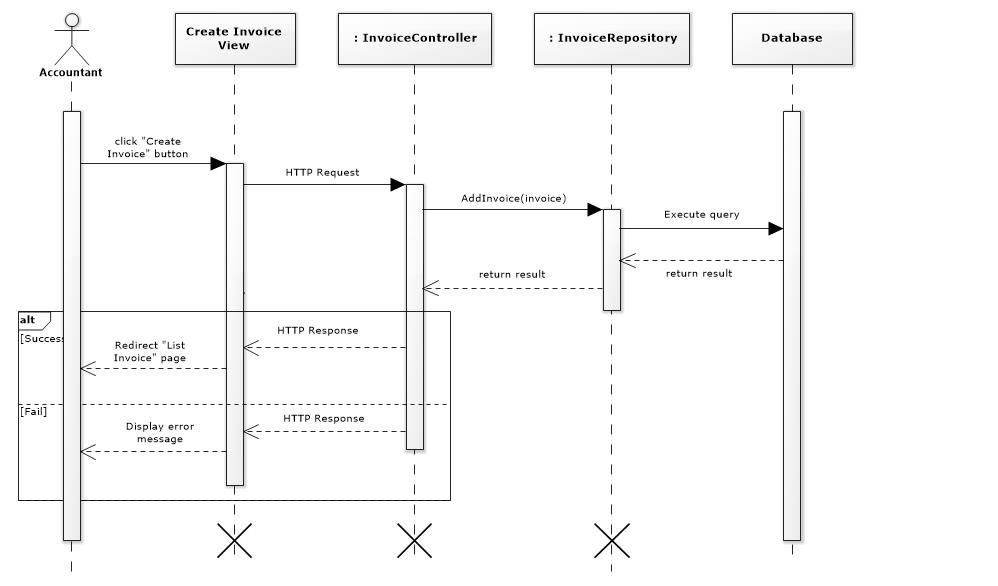 Accountant
Create Invoice
View
: InvoiceController
: InvoiceRepository
Database
click "Create
Invoice" button
HTTP Request
AddInvoice(invoice)
Execute query
return result
return result
alt
[Success
HTTP Response
Redirect "List
Invoice" page
[Fail]
HTTP Response
Display error
message